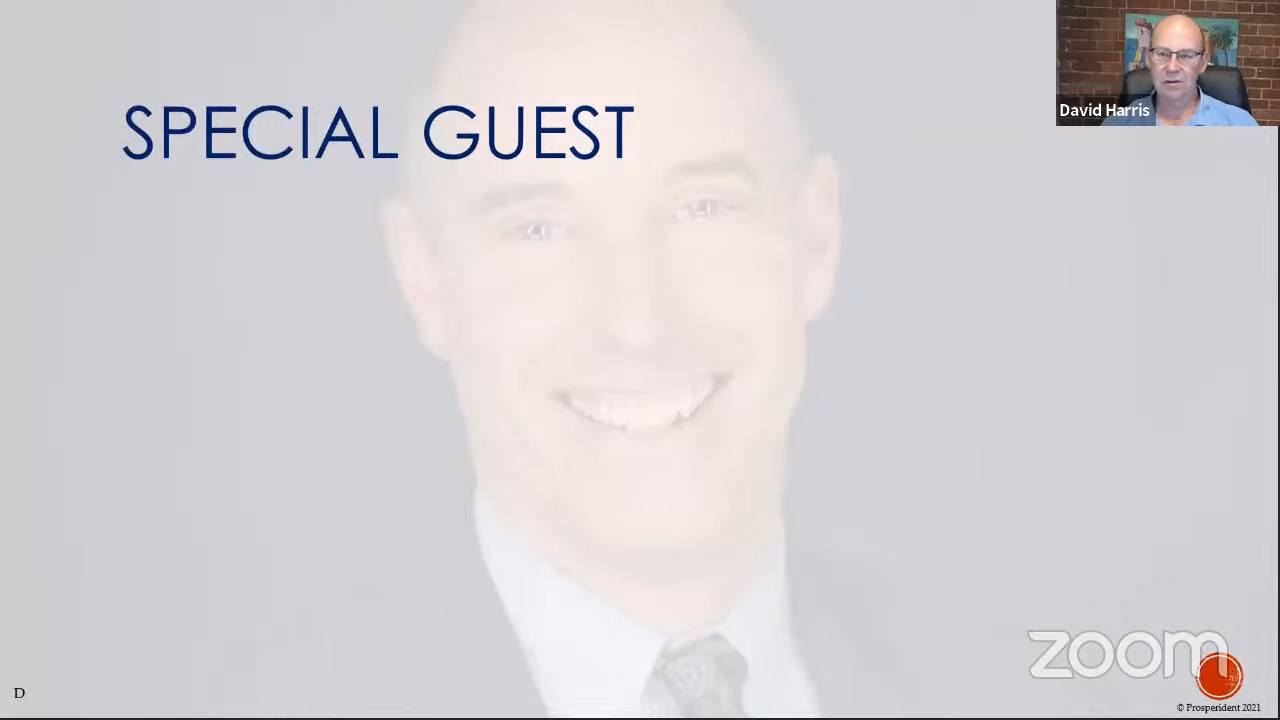 SPECIAL GUEST
David Harris
zoom
D
© Prosperident 2021